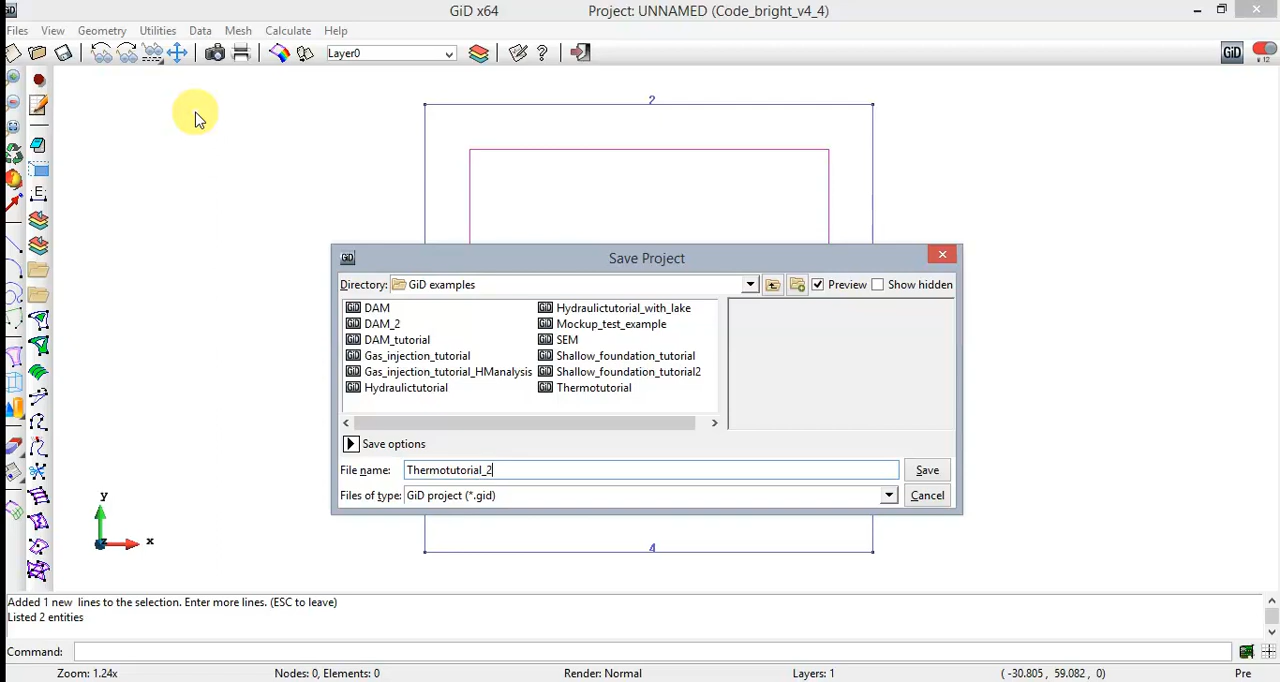 GiD x64 Project: UNNAMED (Code_bright_v4_4)
Files View Geometry Utilities Data Mesh Calculate Help
Layer0
GiD
12
2
Save Project
Directory: GiD examples Preview Show hidden
DAM
DAM_2
DAM_tutorial
Gas_injection_tutorial
Gas_injection_tutorial_HManalysis
Hydraulictutorial
Hydraulictutorial_with_lake
Mockup_test_example
SEM
Shallow_foundation_tutorial
Shallow_foundation_tutorial2
Thermotutorial
Save options
File name: Thermotutorial_2 Save
Files of type: GiD project (*.gid) Cancel
4
y
z
x
Added 1 new lines to the selection. Enter more lines. (ESC to leave)
Listed 2 entities
Command:
Zoom: 1.24x Nodes: 0, Elements: 0 Render: Normal Layers: 1 ( -30.805, 59.082, 0) Pre